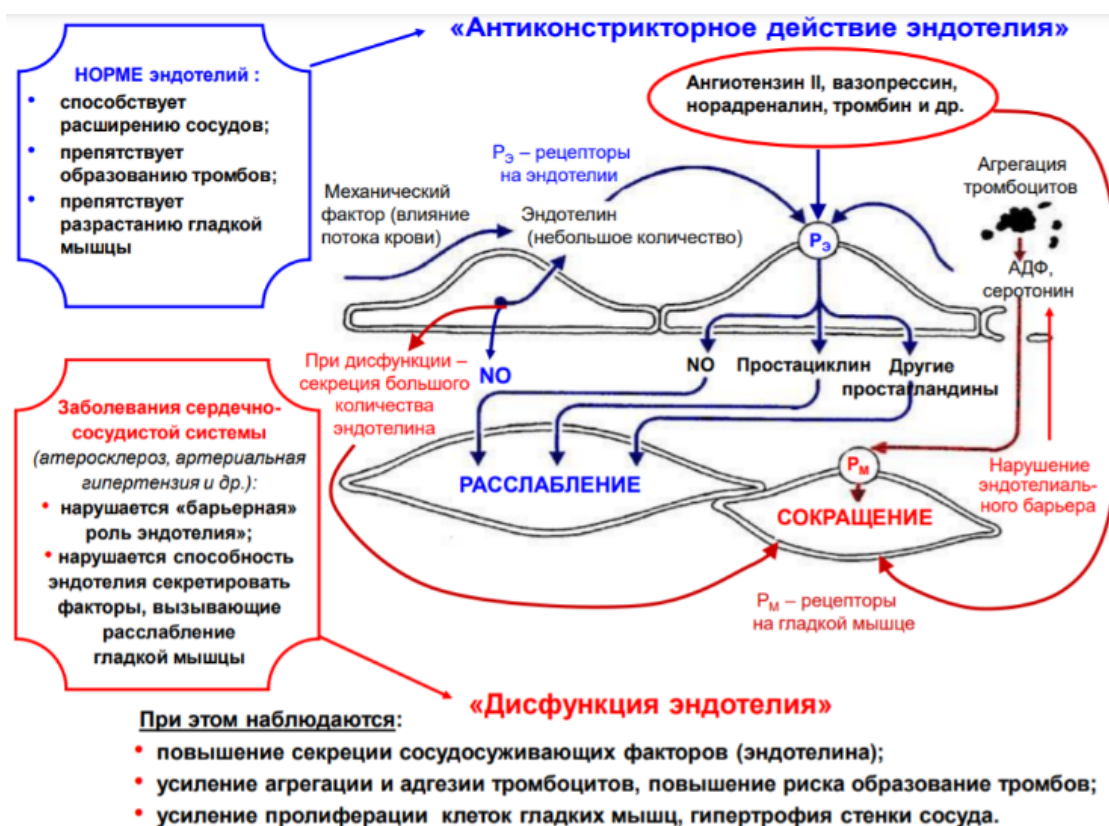 «Антиконстрикторное действие эндотелия»
НОРМЕ эндотелий :
• способствует
расширению сосудов;
• препятствует
образованию тромбов;
• препятствует
разрастанию гладкой
мышцы
Ангиотензин II, вазопрессин,
норадреналин, тромбин и др.
Рэ – рецепторы
на эндотелии
Механический
фактор (влияние
потока крови)
Эндотелин
(небольшое количество)
Рэ
Агрегация
тромбоцитов
АДФ,
серотонин
При дисфункции –
секреция большого
количества
эндотелина
NO
NO
Простациклин
Другие
простагландины
РАССЛАБЛЕНИЕ
Рм
СОКРАЩЕНИЕ
Нарушение
эндотелиаль-
ного барьера
Рм – рецепторы
на гладкой мышце
Заболевания сердечно-
сосудистой системы
(атеросклероз, артериальная
гипертензия и др.):
• нарушается «барьерная»
роль эндотелия»;
• нарушается способность
эндотелия секретировать
факторы, вызывающие
расслабление
гладкой мышцы
«Дисфункция эндотелия»
При этом наблюдаются:
• повышение секреции сосудосуживающих факторов (эндотелина);
• усиление агрегации и адгезии тромбоцитов, повышение риска образование тромбов;
• усиление пролиферации клеток гладких мышц, гипертрофия стенки сосуда.